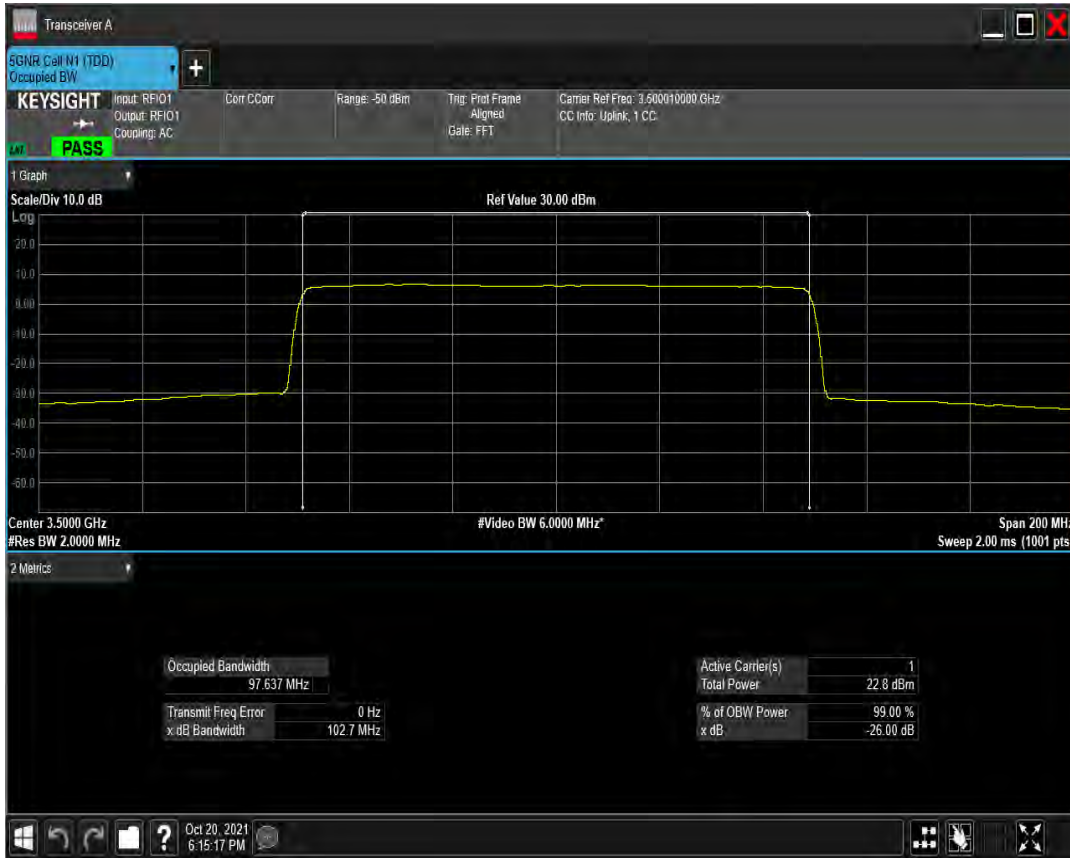 Transceiver A
5GNR Cell N1 (TDD)
Occupied BW
+
KEYSIGHT
Input: RFIO1
Output: RFIO1
Coupling: AC
Corr CCorr
Range: -50 dBm
Trig: Prot Frame
Aligned
Gate: FFT
Carrier Ref Freq: 3.500010000 GHz
CC Info: Uplink, 1 CC
PASS
1 Graph
Scale/Div 10.0 dB
Ref Value 30.00 dBm
Log
20.0
10.0
0.00
-10.0
-20.0
-30.0
-40.0
-50.0
-60.0
Center 3.5000 GHz
#Video BW 6.0000 MHz*
Span 200 MHz
#Res BW 2.0000 MHz
Sweep 2.00 ms (1001 pts
2 Metrics
Occupied Bandwidth
97.637 MHz
Transmit Freq Error 0 Hz
x dB Bandwidth 102.7 MHz
Active Carrier(s) 1
Total Power 22.8 dBm
% of OBW Power 99.00 %
x dB -26.00 dB
?
Oct 20, 2021
6:15:17 PM